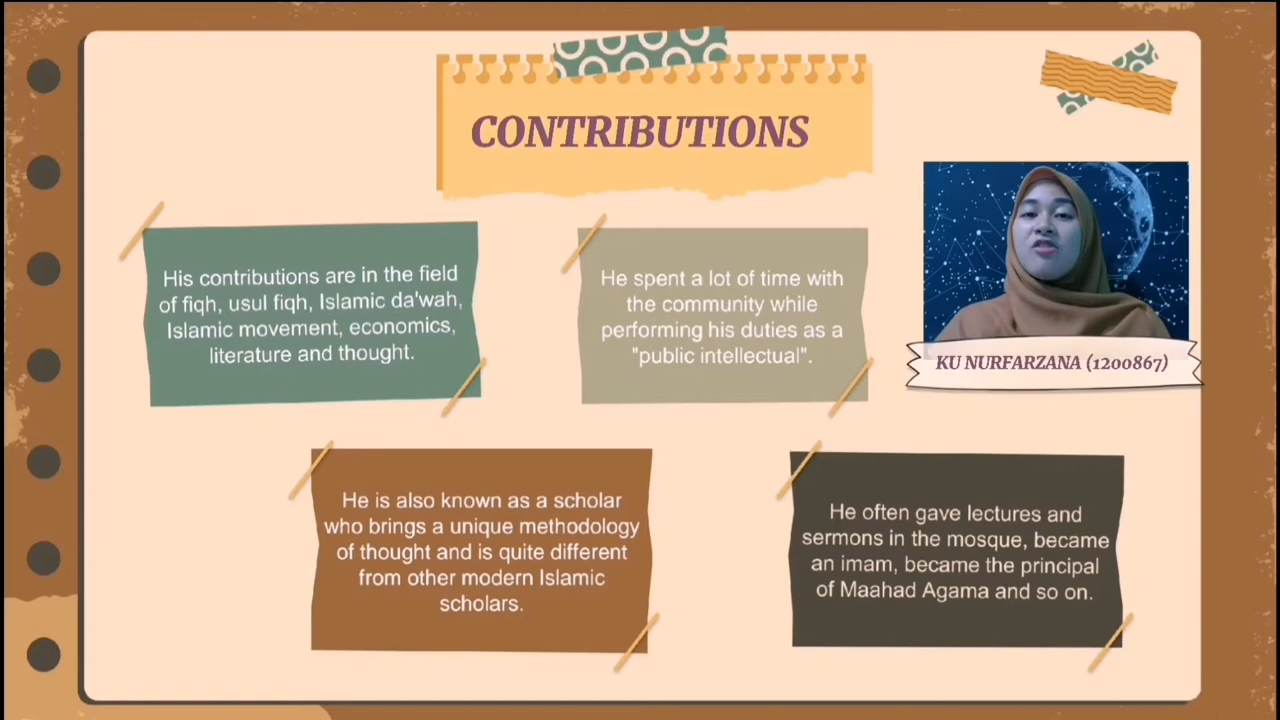 CONTRIBUTIONS
His contributions are in the field
of fiqh, usul fiqh, Islamic da'wah,
Islamic movement, economics,
literature and thought.
He spent a lot of time with
the community while
performing his duties as a
"public intellectual".
KU NURFARZANA (1200867)
He is also known as a scholar
who brings a unique methodology
of thought and is quite different
from other modern Islamic
scholars.
He often gave lectures and
sermons in the mosque, became
an imam, became the principal
of Maahad Agama and so on.